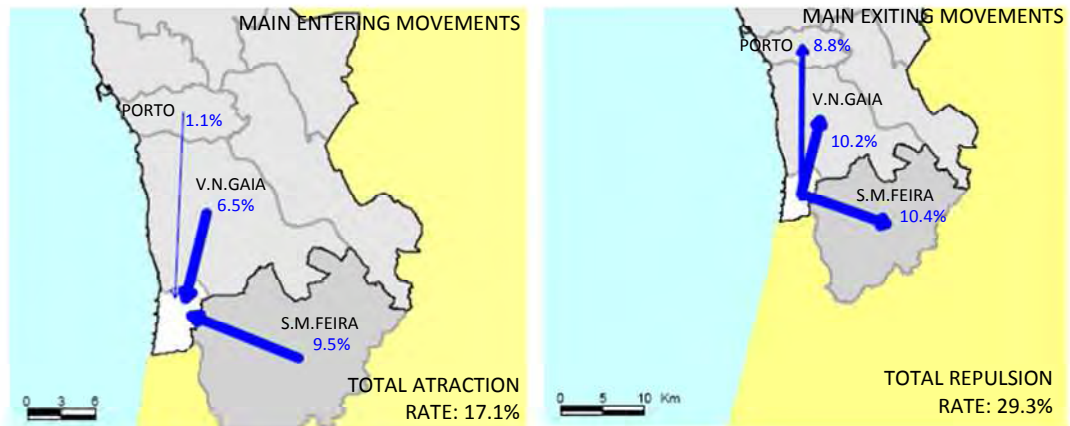 MAIN ENTERING MOVEMENTS
PORTO
1.1%
V.N.GAIA
6.5%
S.M.FEIRA
9.5%
TOTAL ATRACTION
RATE: 17.1%
0 3 6
MAIN EXITING MOVEMENTS
PORTO 8.8%
V.N.GAIA
10.2%
S.M.FEIRA
10.4%
TOTAL REPULSION
RATE: 29.3%
0 5 10 Km